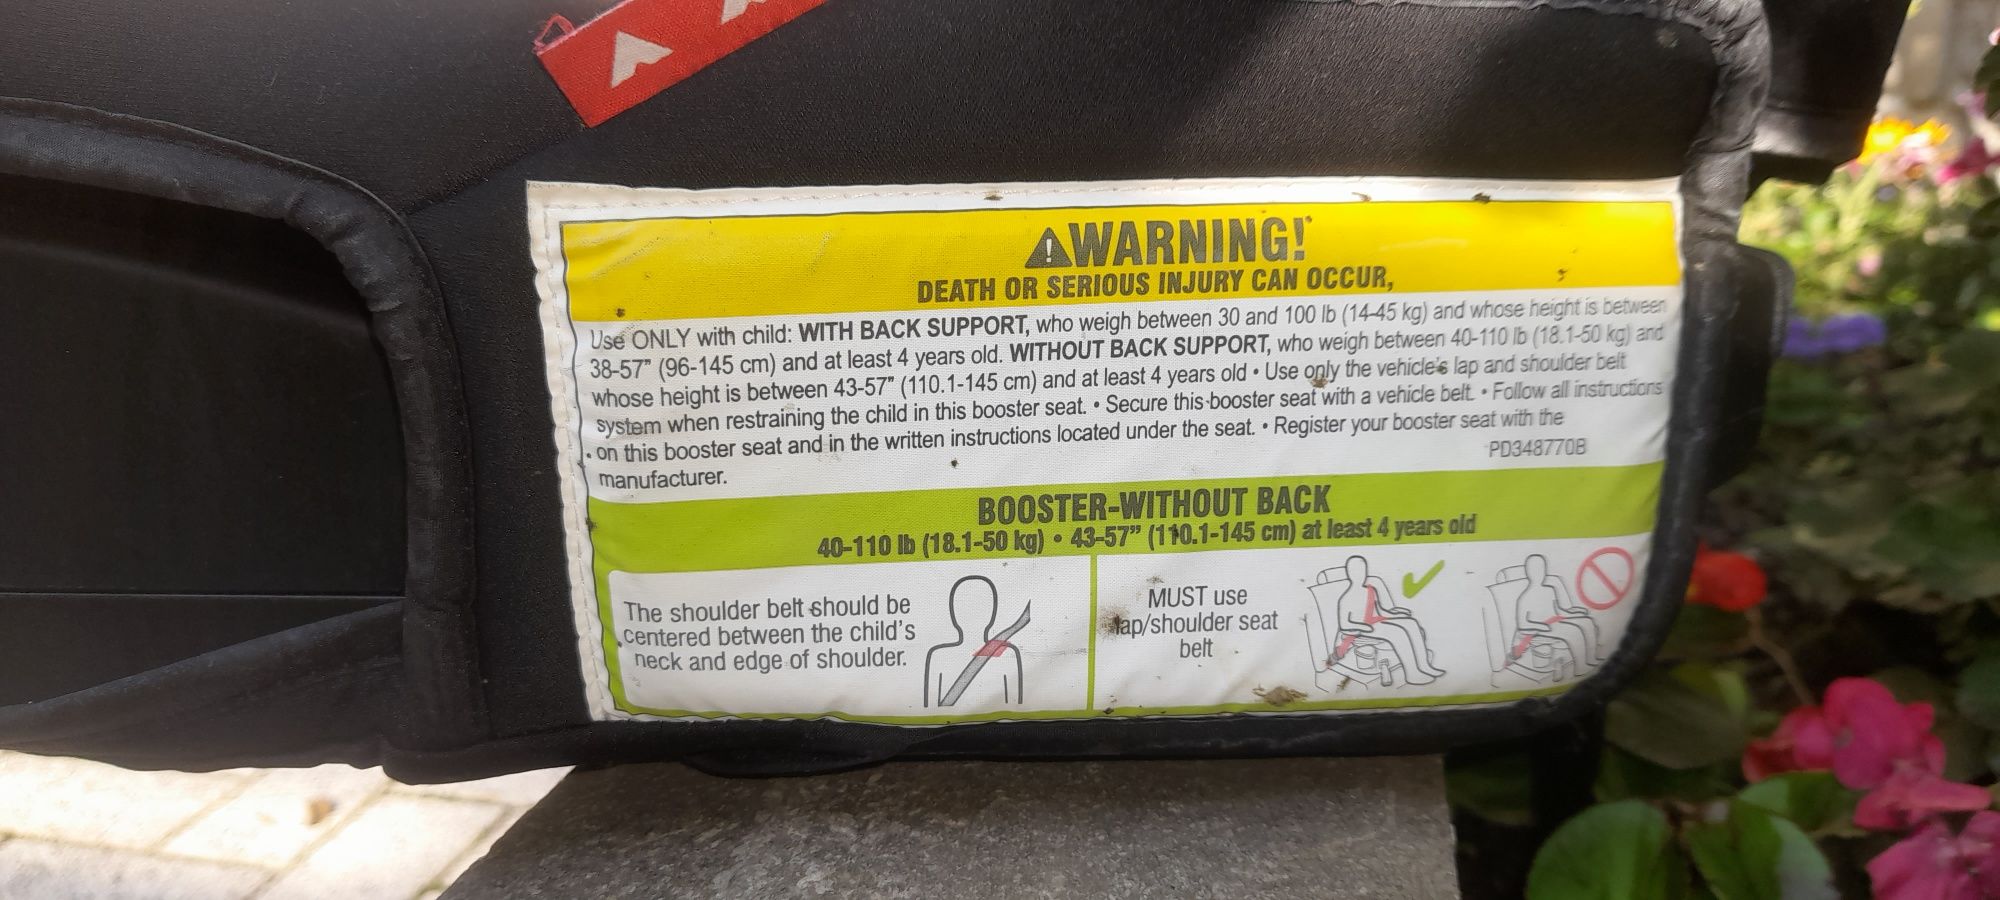 WARNING!
DEATH OR SERIOUS INJURY CAN OCCUR,
Use ONLY with child: WITH BACK SUPPORT, who weigh between 30 and 100 lb (14-45 kg) and whose height is between
38-57” (96-145 cm) and at least 4 years old. WITHOUT BACK SUPPORT, who weigh between 40-110 lb (18.1-50 kg) and
whose height is between 43-57” (110.1-145 cm) and at least 4 years old • Use only the vehicle's lap and shoulder belt
system when restraining the child in this booster seat. • Secure this booster seat with a vehicle belt. • Follow all instructions
on this booster seat and in the written instructions located under the seat. • Register your booster seat with the
manufacturer.
PD348770B
BOOSTER-WITHOUT BACK
40-110 lb (18.1-50 kg) • 43-57” (110.1-145 cm) at least 4 years old
The shoulder belt should be
centered between the child's
neck and edge of shoulder.
MUST use
lap/shoulder seat
belt